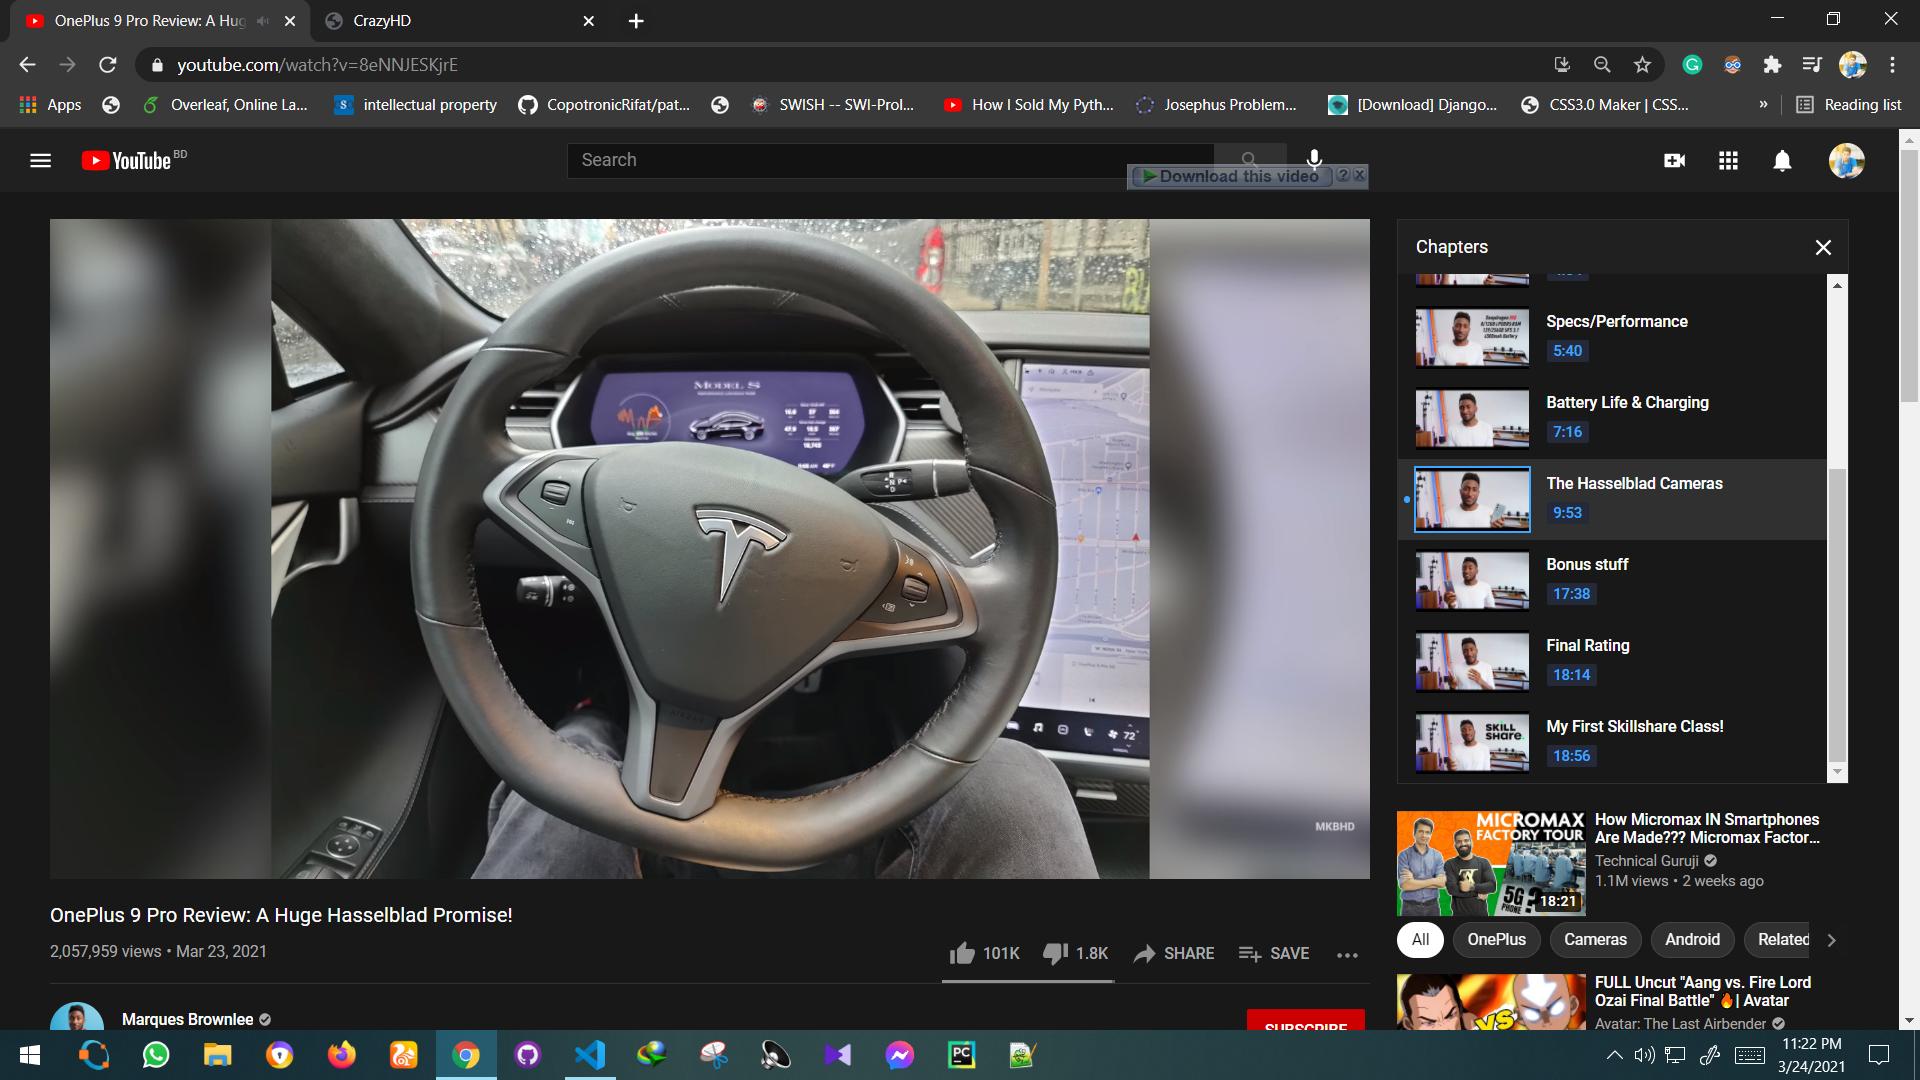 OnePlus 9 Pro Review: A Hug
CrazyHD
youtube.com/watch?v=8eNNJESKjrE
Apps
Overleaf, Online La...
intellectual property
CopotronicRifat/pat...
SWISH -- SWI-Prol...
How I Sold My Pyth...
Josephus Problem...
[Download] Django...
CSS3.0 Maker | CSS...
»
Reading list
YouTube BD
Search
Download this video
MODEL S
72°
MKBHD
Chapters
Specs/Performance
5:40
Battery Life & Charging
7:16
The Hasselblad Cameras
9:53
Bonus stuff
17:38
Final Rating
18:14
SKILL
SHARE.
My First Skillshare Class!
18:56
OnePlus 9 Pro Review: A Huge Hasselblad Promise!
2,057,959 views • Mar 23, 2021
101K
1.8K
SHARE
SAVE
Marques Brownlee
SUBSCRIBE
MICROMAX
FACTORY TOUR
5G ?
PHONE
18:21
How Micromax IN Smartphones
Are Made??? Micromax Factor...
Technical Guruji
1.1M views • 2 weeks ago
All
OnePlus
Cameras
Android
Related
VS
FULL Uncut "Aang vs. Fire Lord
Ozai Final Battle" 🔥| Avatar
Avatar: The Last Airbender
PC
11:22 PM
3/24/2021